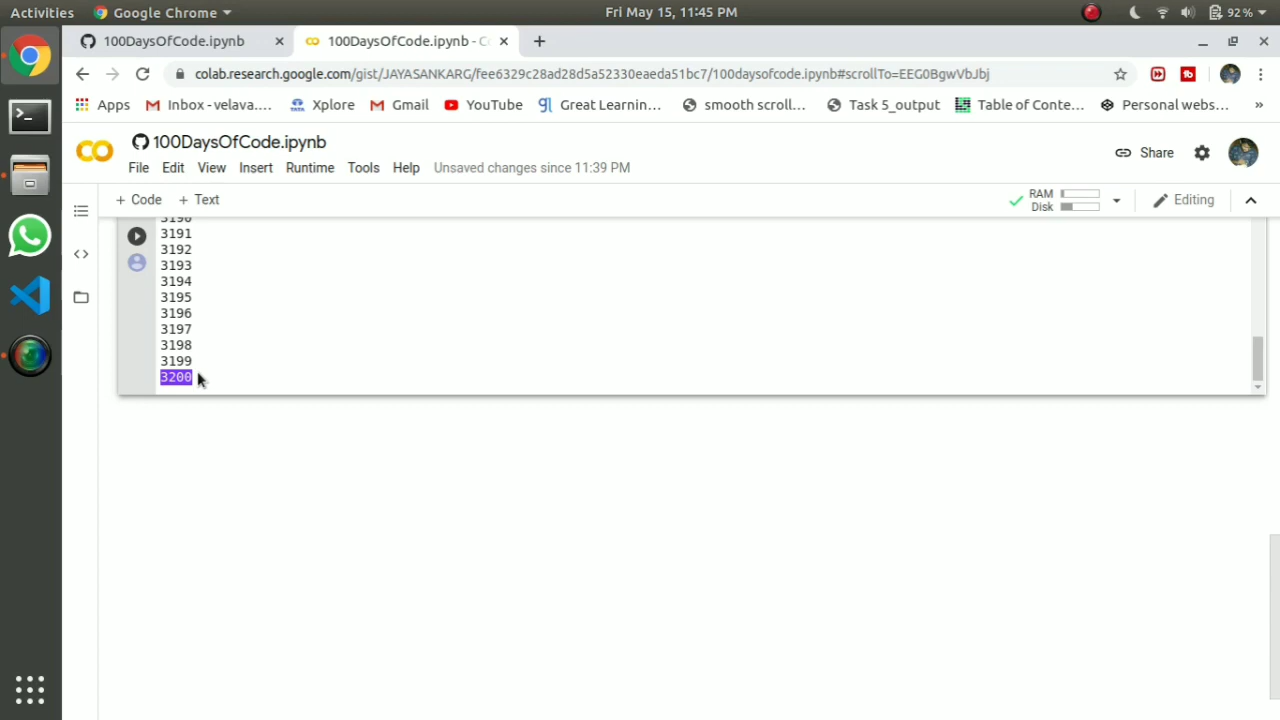 Activities Google Chrome Fri May 15, 11:45 PM 92%
100DaysOfCode.ipynb 100DaysOfCode.ipynb - Co
colab.research.google.com/gist/JAYASANKARG/fee6329c28ad28d5a52330eaeda51bc7/100daysofcode.ipynb#scrollTo=EEG0BgwVbJbj
Apps Inbox - velava.... Xplore Gmail YouTube Great Learnin... smooth scroll... Task 5_output Table of Conte... Personal webs... »
100DaysOfCode.ipynb
Share
File Edit View Insert Runtime Tools Help Unsaved changes since 11:39 PM
+ Code + Text RAM Disk Editing
3190
3191
3192
3193
3194
3195
3196
3197
3198
3199
3200